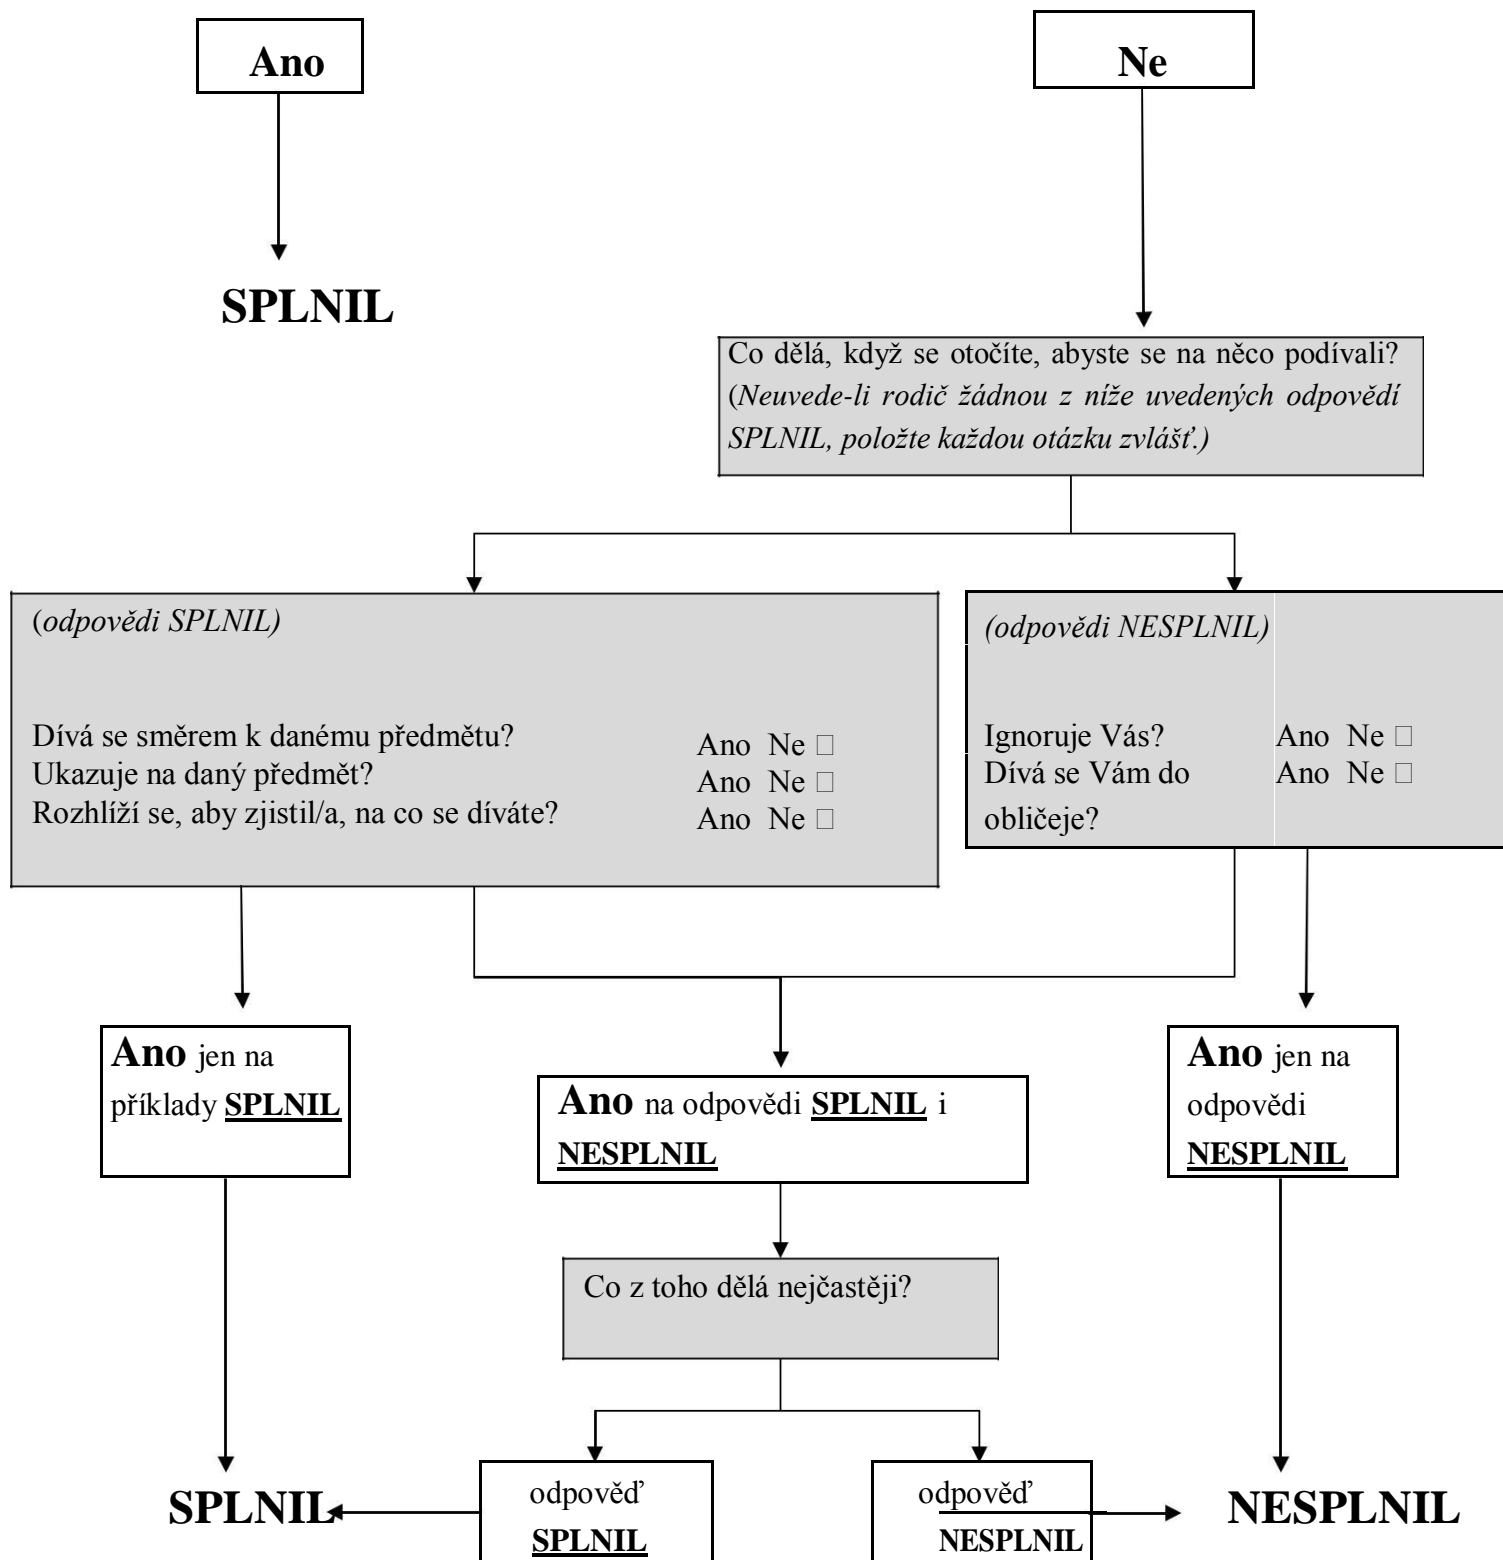 Ano
Ne
SPLNIL
Co dělá, když se otočíte, abyste se na něco podívali?
(Neuvede-li rodič žádnou z níže uvedených odpovědí
SPLNIL, položte každou otázku zvlášť.)
(odpovědi SPLNIL)
Dívá se směrem k danému předmětu? Ano Ne □
Ukazuje na daný předmět? Ano Ne □
Rozhlíží se, aby zjistil/a, na co se díváte? Ano Ne □
(odpovědi NESPLNIL)
Ignoruje Vás? Ano Ne □
Dívá se Vám do Ano Ne □
obličeje?
Ano jen na
příklady SPLNIL
Ano na odpovědi SPLNIL i
NESPLNIL
Ano jen na
odpovědi
NESPLNIL
Co z toho dělá nejčastěji?
SPLNIL
odpověď
SPLNIL
odpověď
NESPLNIL
NESPLNIL